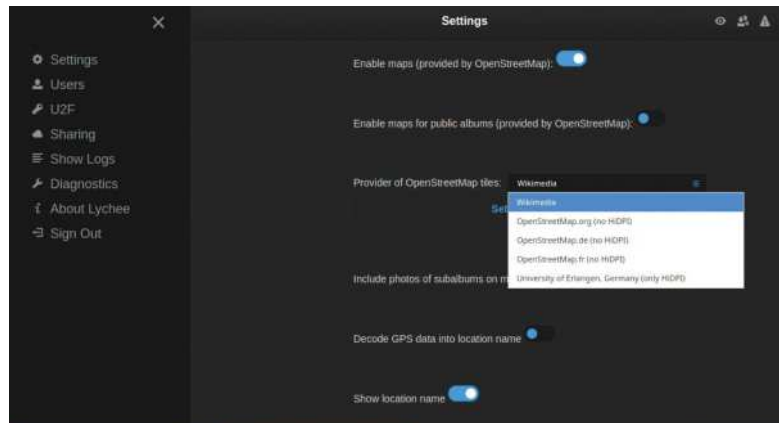 Settings
Settings
Users
U2F
Sharing
Show Logs
Diagnostics
About Lychee
Sign Out
Enable maps (provided by OpenStreetMap):
Enable maps for public albums (provided by OpenStreetMap):
Provider of OpenStreetMap tiles: Wikimedia
Set
Wikimedia
OpenStreetMap.org (no HiDPI)
OpenStreetMap.de (no HiDPI)
OpenStreetMap.fr (no HiDPI)
University of Erlangen, Germany (only HiDPI)
Include photos of subalbums on m
Decode GPS data into location name
Show location name